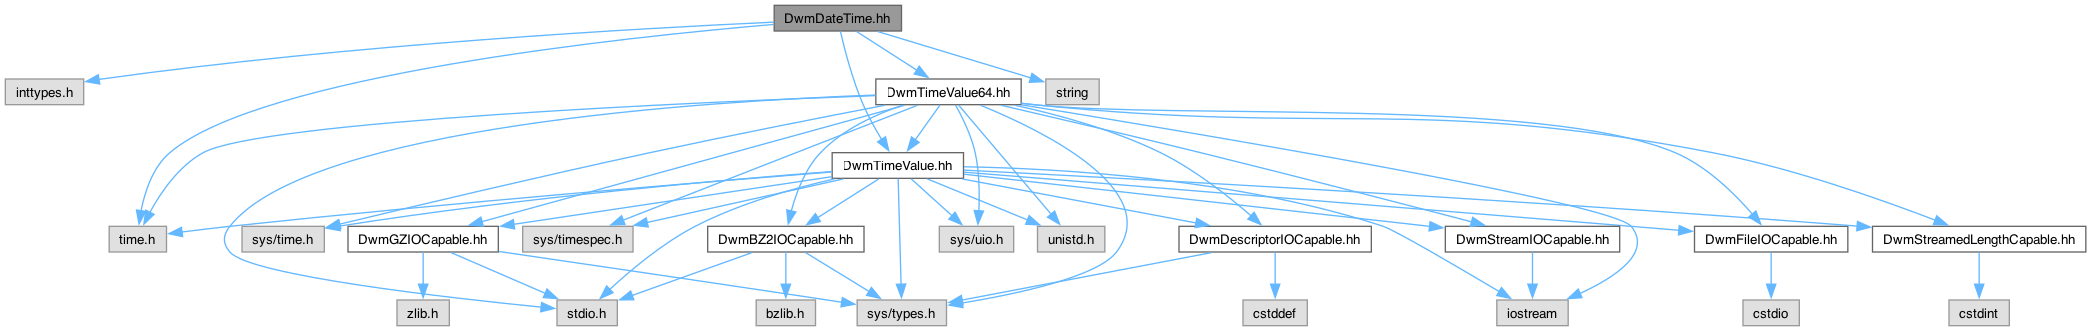 DwmDateTime.hh
inttypes.h
DwmTimeValue64.hh
string
DwmTimeValue.hh
time.h
sys/time.h
DwmGZIOCapable.hh
sys/timespec.h
DwmBZ2IOCapable.hh
sys/uio.h
unistd.h
DwmDescriptorIOCapable.hh
DwmStreamIOCapable.hh
DwmFileIOCapable.hh
DwmStreamedLengthCapable.hh
zlib.h
stdio.h
bzlib.h
sys/types.h
cstddef
iostream
cstdio
cstdint